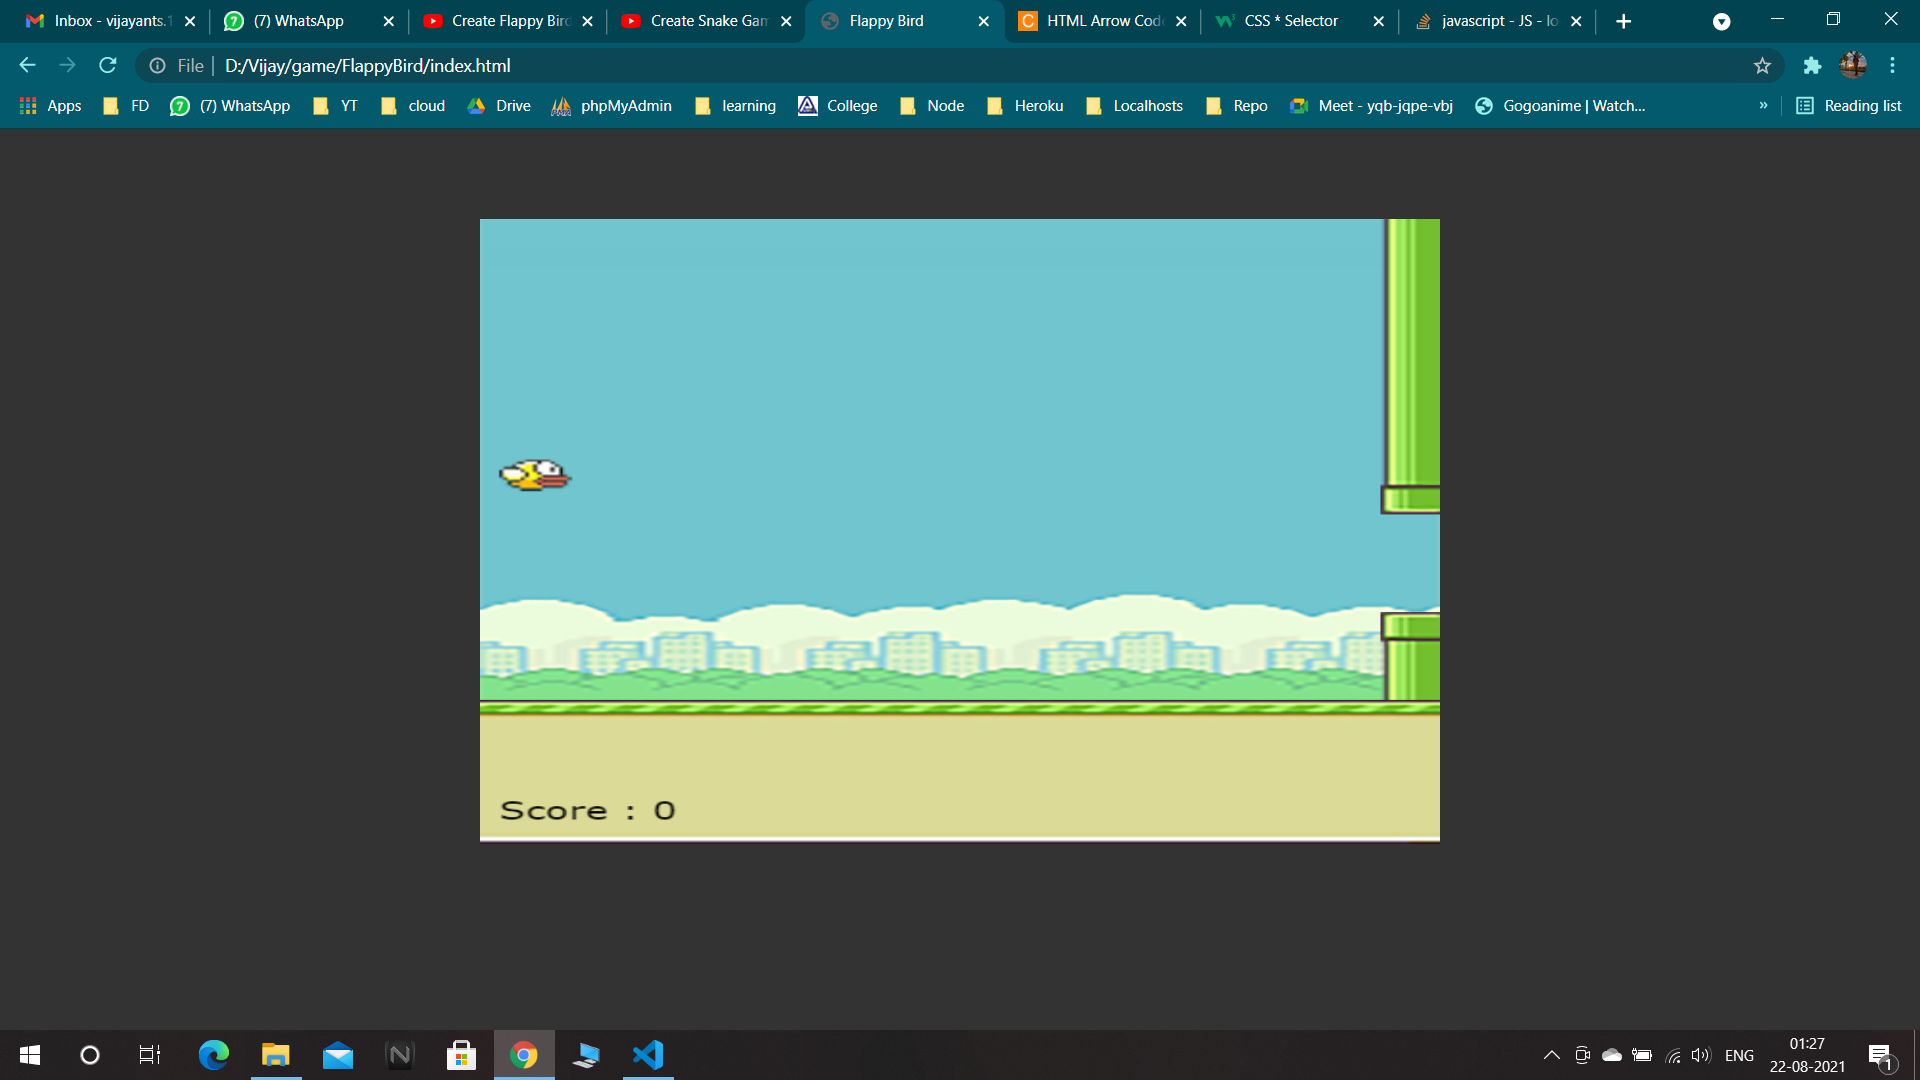 Inbox - vijayants.1
(7) WhatsApp
Create Flappy Bird
Create Snake Gam
Flappy Bird
HTML Arrow Code
CSS * Selector
javascript - JS - lo
File
D:/Vijay/game/FlappyBird/index.html
Apps
FD
7
(7) WhatsApp
YT
cloud
Drive
phpMyAdmin
learning
College
Node
Heroku
Localhosts
Repo
Meet - yqb-jqpe-vbj
Gogoanime | Watch...
»
Reading list
Score : 0
ENG
01:27
22-08-2021
1